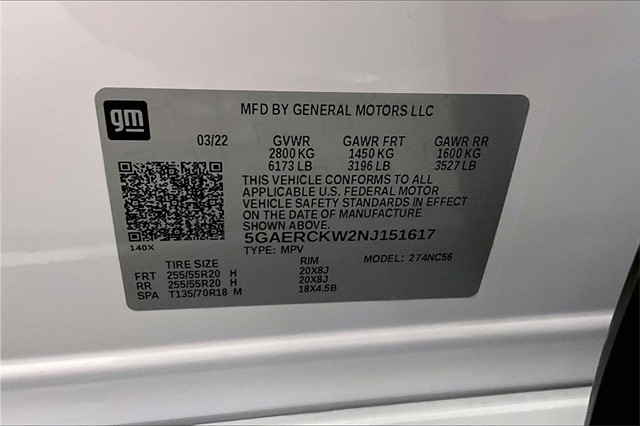 gm
MFD BY GENERAL MOTORS LLC
03/22 GVWR GAWR FRT GAWR RR
2800 KG 1450 KG 1600 KG
6173 LB 3196 LB 3527 LB
THIS VEHICLE CONFORMS TO ALL
APPLICABLE U.S. FEDERAL MOTOR
VEHICLE SAFETY STANDARDS IN EFFECT
ON THE DATE OF MANUFACTURE
SHOWN ABOVE.
5GAERCKW2NJ151617
140X
TYPE: MPV MODEL: 274NC56
TIRE SIZE RIM
FRT 255/55R20 H 20X8J
RR 255/55R20 H 20X8J
SPA T135/70R18 M 18X4.5B